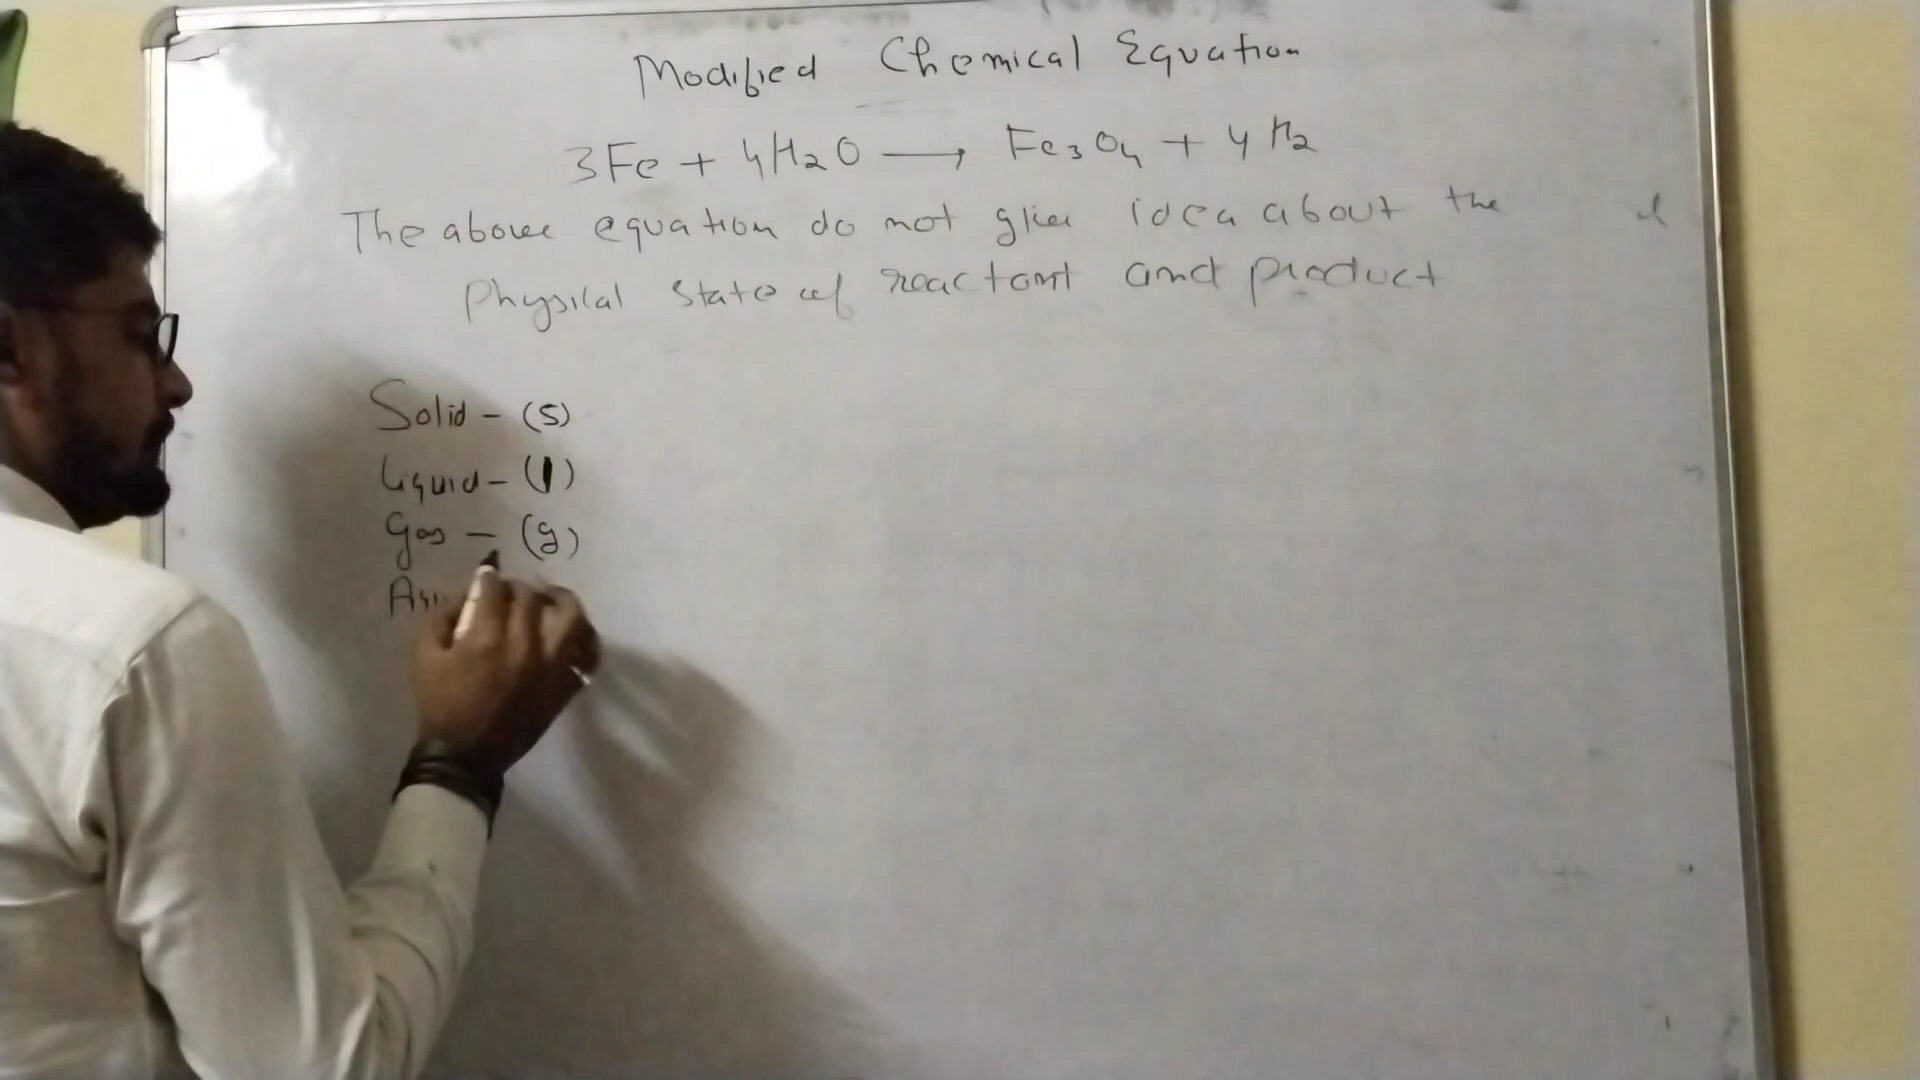 Modified Chemical Equation
3Fe + 4H₂O ⟶ Fe₃O₄ + 4H₂
The above equation do not give idea about the
Physical state of reactant and product
Solid - (s)
Liquid - (l)
Gas - (g)